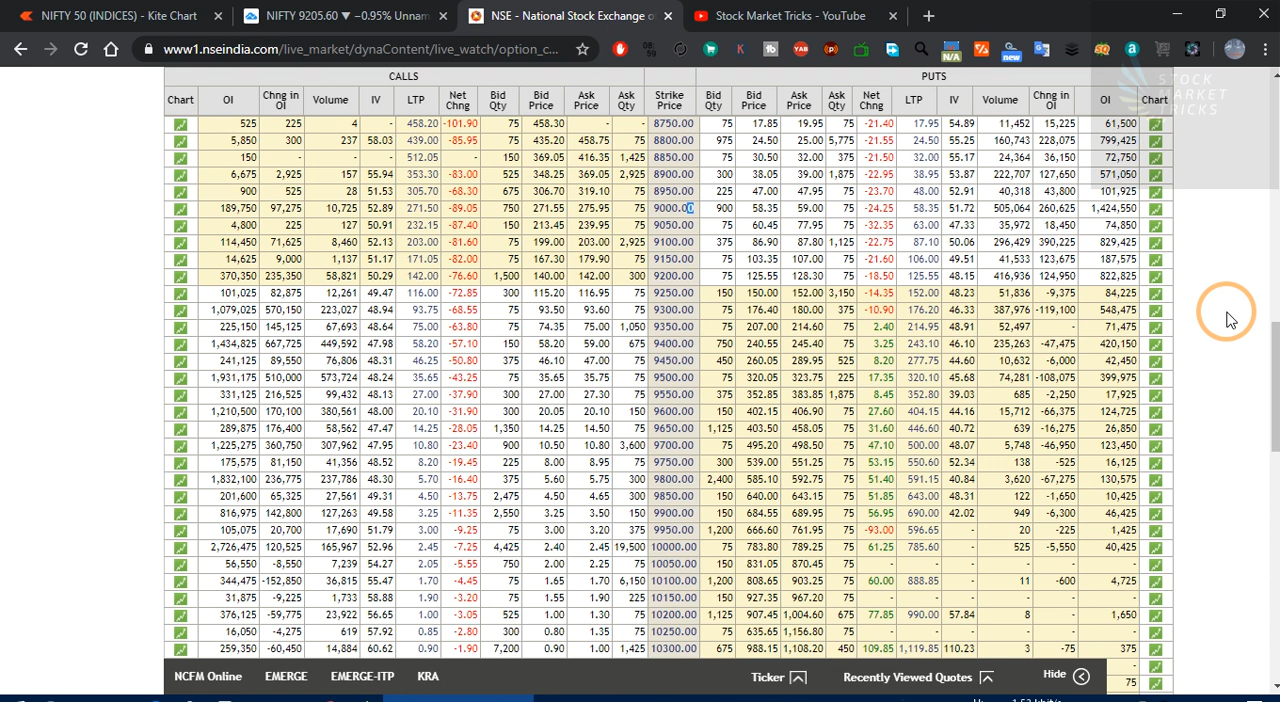 NIFTY 50 (INDICES) - Kite Chart
NIFTY 9205.60 ▼ −0.95% Unnam
NSE - National Stock Exchange of
Stock Market Tricks - YouTube
www1.nseindia.com/live_market/dynaContent/live_watch/option_c...
STOCK
MARKET
TRICKS
CALLS PUTS
Chart OI Chng in OI Volume IV LTP Net Chng Bid Qty Bid Price Ask Price Ask Qty Strike Price Bid Qty Bid Price Ask Price Ask Qty Net Chng LTP IV Volume Chng in OI OI Chart
525 225 4 - 458.20 -101.90 75 458.30 - - 8750.00 75 17.85 19.95 75 -21.40 17.95 54.89 11,452 15,225 61,500
5,850 300 237 58.03 439.00 -85.95 75 435.20 458.75 75 8800.00 975 24.50 25.00 5,775 -21.55 24.50 55.25 160,743 228,075 799,425
150 - - - 512.05 - 150 369.05 416.35 1,425 8850.00 75 30.50 32.00 375 -21.50 32.00 55.17 24,364 36,150 72,750
6,675 2,925 157 55.94 353.30 -83.00 525 348.25 369.05 2,925 8900.00 300 38.05 39.00 1,875 -22.95 38.95 53.87 222,707 127,650 571,050
900 525 28 51.53 305.70 -68.30 675 306.70 319.10 75 8950.00 225 47.00 47.95 75 -23.70 48.00 52.91 40,318 43,800 101,925
189,750 97,275 10,725 52.89 271.50 -89.05 750 271.55 275.95 75 9000.00 900 58.35 59.00 75 -24.25 58.35 51.72 505,064 260,625 1,424,550
4,800 225 127 50.91 232.15 -87.40 150 213.45 239.95 75 9050.00 75 60.45 77.95 75 -32.35 63.00 47.33 35,972 18,450 74,850
114,450 71,625 8,460 52.13 203.00 -81.60 75 199.00 203.00 2,925 9100.00 375 86.90 87.80 1,125 -22.75 87.10 50.06 296,429 390,225 829,425
14,625 9,000 1,137 51.17 171.05 -82.00 75 167.30 179.90 75 9150.00 75 103.35 107.00 75 -21.60 106.00 49.51 41,533 123,675 187,575
370,350 235,350 58,821 50.29 142.00 -76.60 1,500 140.00 142.00 300 9200.00 75 125.55 128.30 75 -18.50 125.55 48.15 416,936 124,950 822,825
101,025 82,875 12,261 49.47 116.00 -72.85 300 115.20 116.95 75 9250.00 150 150.00 152.00 3,150 -14.35 152.00 48.23 51,836 -9,375 84,225
1,079,025 570,150 223,027 48.94 93.75 -68.55 75 93.50 93.60 75 9300.00 75 176.40 180.00 375 -10.90 176.20 46.33 387,976 -119,100 548,475
225,150 145,125 67,693 48.64 75.00 -63.80 75 74.35 75.00 1,050 9350.00 75 207.00 214.60 75 2.40 214.95 48.91 52,497 - 71,475
1,434,825 667,725 449,592 47.98 58.20 -57.10 150 58.20 59.00 675 9400.00 750 240.55 245.40 75 3.25 243.10 46.10 235,263 -47,475 420,150
241,125 89,550 76,806 48.31 46.25 -50.80 375 46.10 47.00 75 9450.00 450 260.05 289.95 525 8.20 277.75 44.60 10,632 -6,000 42,450
1,931,175 510,000 573,724 48.24 35.65 -43.25 75 35.65 35.75 75 9500.00 75 320.05 323.75 225 17.35 320.10 45.68 74,281 -108,075 399,975
331,125 216,525 99,432 48.13 27.00 -37.90 300 27.00 27.30 75 9550.00 375 352.85 383.85 1,875 8.45 352.80 39.03 685 -2,250 17,925
1,210,500 170,100 380,561 48.00 20.10 -31.90 300 20.05 20.10 150 9600.00 150 402.15 406.90 75 27.60 404.15 44.16 15,712 -66,375 124,725
289,875 176,400 58,562 47.47 14.25 -28.05 1,350 14.25 14.50 75 9650.00 1,125 403.50 458.05 75 31.60 446.60 40.72 639 -16,275 26,850
1,225,275 360,750 307,962 47.95 10.80 -23.40 900 10.50 10.80 3,600 9700.00 75 495.20 498.50 75 47.10 500.00 48.07 5,748 -46,950 123,450
175,575 81,150 41,356 48.52 8.20 -19.45 225 8.00 8.95 75 9750.00 300 539.00 551.25 75 53.15 550.60 52.34 138 -525 16,125
1,832,100 236,775 237,786 48.30 5.70 -16.40 375 5.60 5.75 300 9800.00 2,400 585.10 592.75 75 51.40 591.15 40.84 3,620 -67,275 130,575
201,600 65,325 27,561 49.31 4.50 -13.75 2,475 4.50 4.65 300 9850.00 150 640.00 643.15 75 51.85 643.00 48.31 122 -1,650 10,425
816,975 142,800 127,263 49.58 3.25 -11.35 2,550 3.25 3.50 150 9900.00 150 684.55 689.95 75 56.95 690.00 42.02 949 -6,300 46,425
105,075 20,700 17,690 51.79 3.00 -9.25 75 3.00 3.20 375 9950.00 1,200 666.60 761.95 75 -93.00 596.65 - 20 -225 1,425
2,726,475 120,525 165,967 52.96 2.45 -7.25 4,425 2.40 2.45 19,500 10000.00 75 783.80 789.25 75 61.25 785.60 - 525 -5,550 40,425
56,550 -8,550 7,239 54.27 2.05 -5.55 750 2.00 2.25 75 10050.00 150 831.05 870.45 75 - - - - - -
344,475 -152,850 36,815 55.47 1.70 -4.45 75 1.65 1.70 6,150 10100.00 1,200 808.65 903.25 75 60.00 888.85 - 11 -600 4,725
31,875 -9,225 1,733 58.88 1.90 -3.20 75 1.55 1.90 225 10150.00 150 927.35 967.20 75 - - - - - -
376,125 -59,775 23,922 56.65 1.00 -3.05 525 1.00 1.30 75 10200.00 1,125 907.45 1,004.60 675 77.85 990.00 57.84 8 - 1,650
16,050 -4,275 619 57.92 0.85 -2.80 300 0.80 1.35 75 10250.00 75 635.65 1,156.80 75 - - - - - -
259,350 -60,450 14,884 60.62 0.90 -1.90 7,200 0.90 1.00 1,425 10300.00 675 988.15 1,108.20 450 109.85 1,119.85 110.23 3 -75 375
-
75
NCFM Online EMERGE EMERGE-ITP KRA Ticker Recently Viewed Quotes Hide